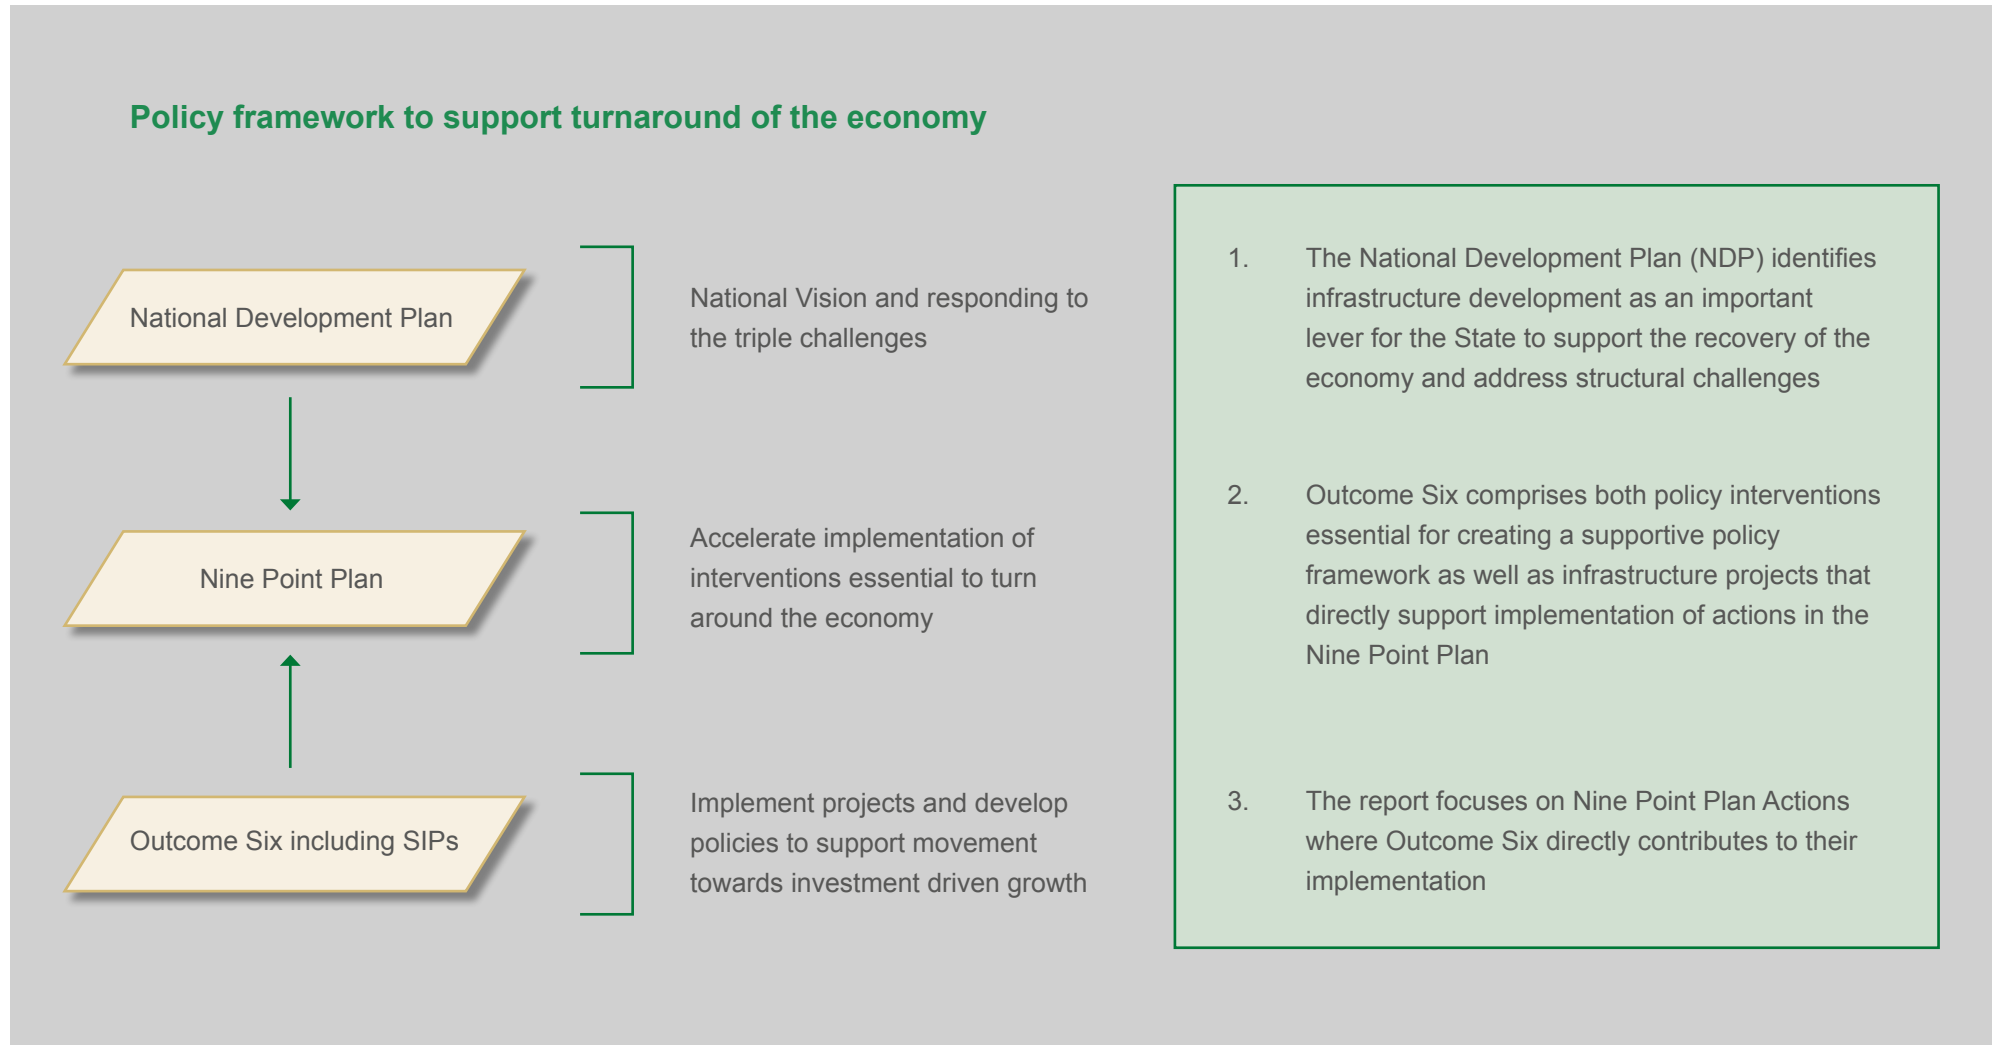 Policy framework to support turnaround of the economy
National Development Plan
National Vision and responding to
the triple challenges
Nine Point Plan
Accelerate implementation of
interventions essential to turn
around the economy
Outcome Six including SIPs
Implement projects and develop
policies to support movement
towards investment driven growth
1. The National Development Plan (NDP) identifies
infrastructure development as an important
lever for the State to support the recovery of the
economy and address structural challenges
2. Outcome Six comprises both policy interventions
essential for creating a supportive policy
framework as well as infrastructure projects that
directly support implementation of actions in the
Nine Point Plan
3. The report focuses on Nine Point Plan Actions
where Outcome Six directly contributes to their
implementation